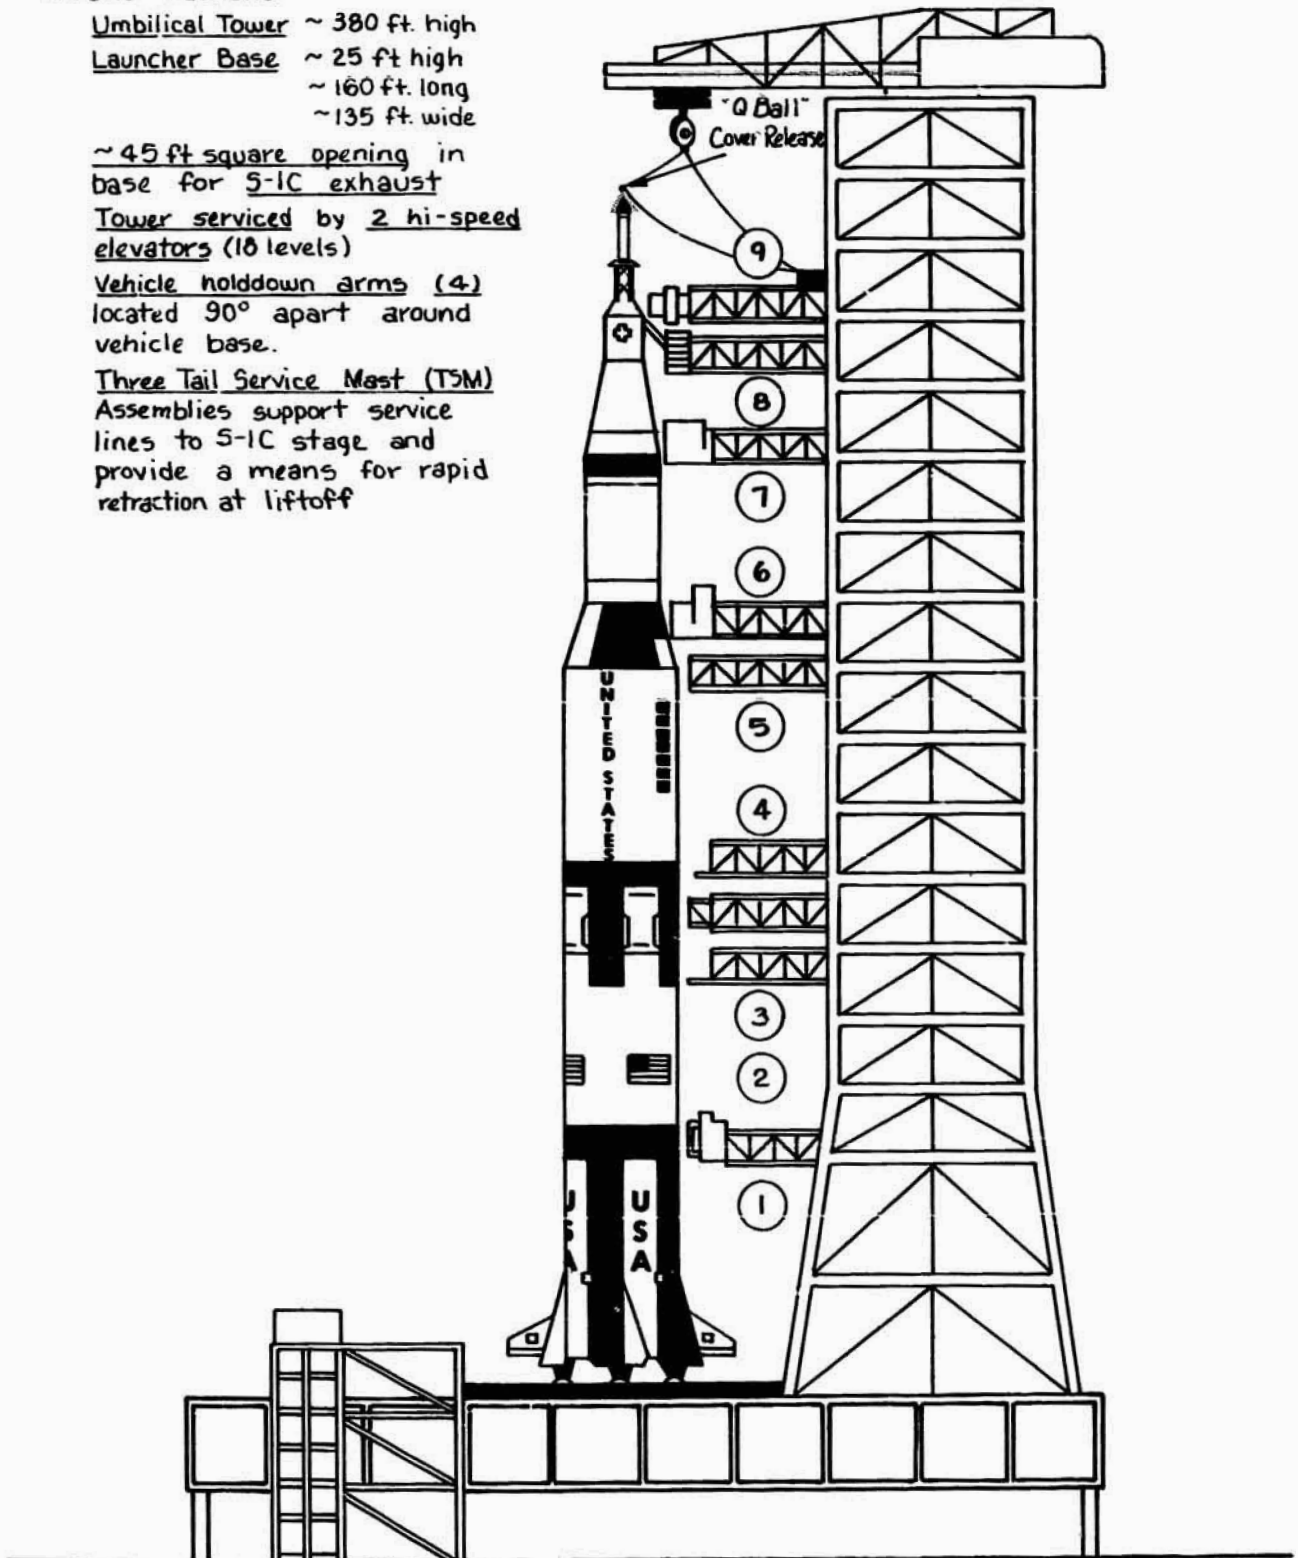 Umbilical Tower ~ 380 ft. high
Launcher Base ~ 25 ft high
~ 160 ft. long
~135 ft. wide
~45 ft square opening in
base for S-IC exhaust
Tower serviced by 2 hi-speed
elevators (18 levels)
Vehicle holddown arms (4)
located 90° apart around
vehicle base.
Three Tail Service Mast (TSM)
Assemblies support service
lines to S-IC stage and
provide a means for rapid
retraction at liftoff
"Q Ball"
Cover Release
9
8
7
6
5
4
3
2
1
UNITED STATES
USA
USA